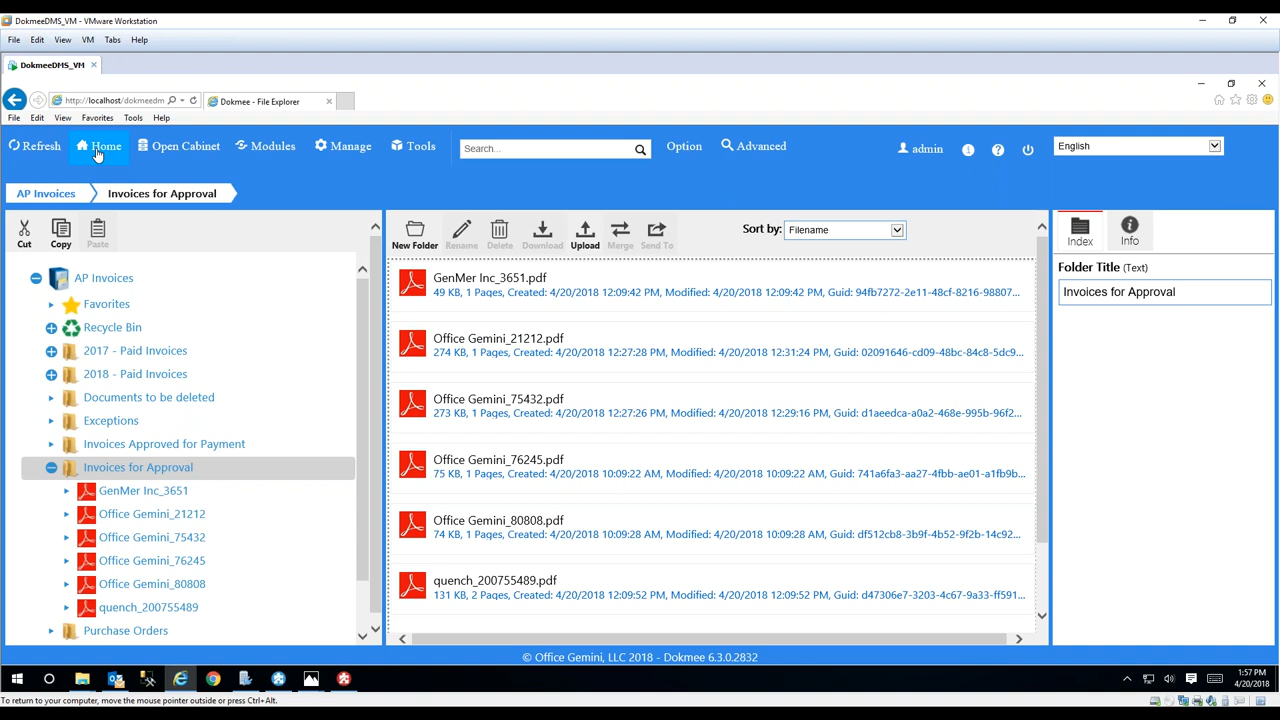 DokmeeDMS_VM - VMware Workstation
File Edit View VM Tabs Help
DokmeeDMS_VM
http://localhost/dokmeedm
Dokmee - File Explorer
File Edit View Favorites Tools Help
Refresh Home Open Cabinet Modules Manage Tools Search... Option Advanced admin English
AP Invoices Invoices for Approval
Cut Copy Paste
New Folder Rename Delete Download Upload Merge Send To
Sort by: Filename
Index Info
Folder Title (Text)
Invoices for Approval
AP Invoices
Favorites
Recycle Bin
2017 - Paid Invoices
2018 - Paid Invoices
Documents to be deleted
Exceptions
Invoices Approved for Payment
Invoices for Approval
GenMer Inc_3651
Office Gemini_21212
Office Gemini_75432
Office Gemini_76245
Office Gemini_80808
quench_200755489
Purchase Orders
GenMer Inc_3651.pdf
49 KB, 1 Pages, Created: 4/20/2018 12:09:42 PM, Modified: 4/20/2018 12:09:42 PM, Guid: 94fb7272-2e11-48cf-8216-98807...
Office Gemini_21212.pdf
274 KB, 1 Pages, Created: 4/20/2018 12:27:28 PM, Modified: 4/20/2018 12:31:24 PM, Guid: 02091646-cd09-48bc-84c8-5dc9...
Office Gemini_75432.pdf
273 KB, 1 Pages, Created: 4/20/2018 12:27:26 PM, Modified: 4/20/2018 12:29:16 PM, Guid: d1aeedca-a0a2-468e-995b-96f2...
Office Gemini_76245.pdf
75 KB, 1 Pages, Created: 4/20/2018 10:09:22 AM, Modified: 4/20/2018 10:09:22 AM, Guid: 741a6fa3-aa27-4fbb-ae01-a1fb9b...
Office Gemini_80808.pdf
74 KB, 1 Pages, Created: 4/20/2018 10:09:28 AM, Modified: 4/20/2018 10:09:28 AM, Guid: df512cb8-3b9f-4b52-9f2b-14c92...
quench_200755489.pdf
131 KB, 2 Pages, Created: 4/20/2018 12:09:52 PM, Modified: 4/20/2018 12:09:52 PM, Guid: d47306e7-3203-4c67-9a33-ff591...
© Office Gemini, LLC 2018 - Dokmee 6.3.0.2832
1:57 PM
4/20/2018
To return to your computer, move the mouse pointer outside or press Ctrl+Alt.